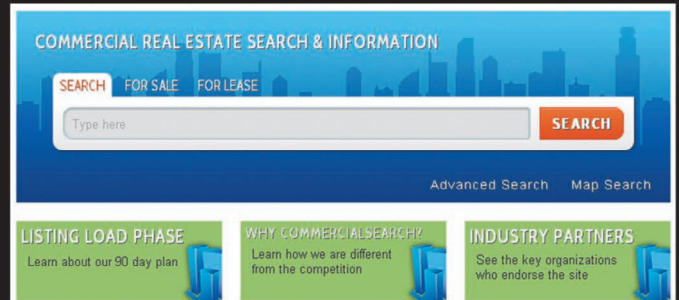 COMMERCIAL REAL ESTATE SEARCH & INFORMATION
SEARCH FOR SALE FOR LEASE
Type here SEARCH
Advanced Search Map Search
LISTING LOAD PHASE
Learn about our 90 day plan
WHY COMMERCIALSEARCH?
Learn how we are different
from the competition
INDUSTRY PARTNERS
See the key organizations
who endorse the site